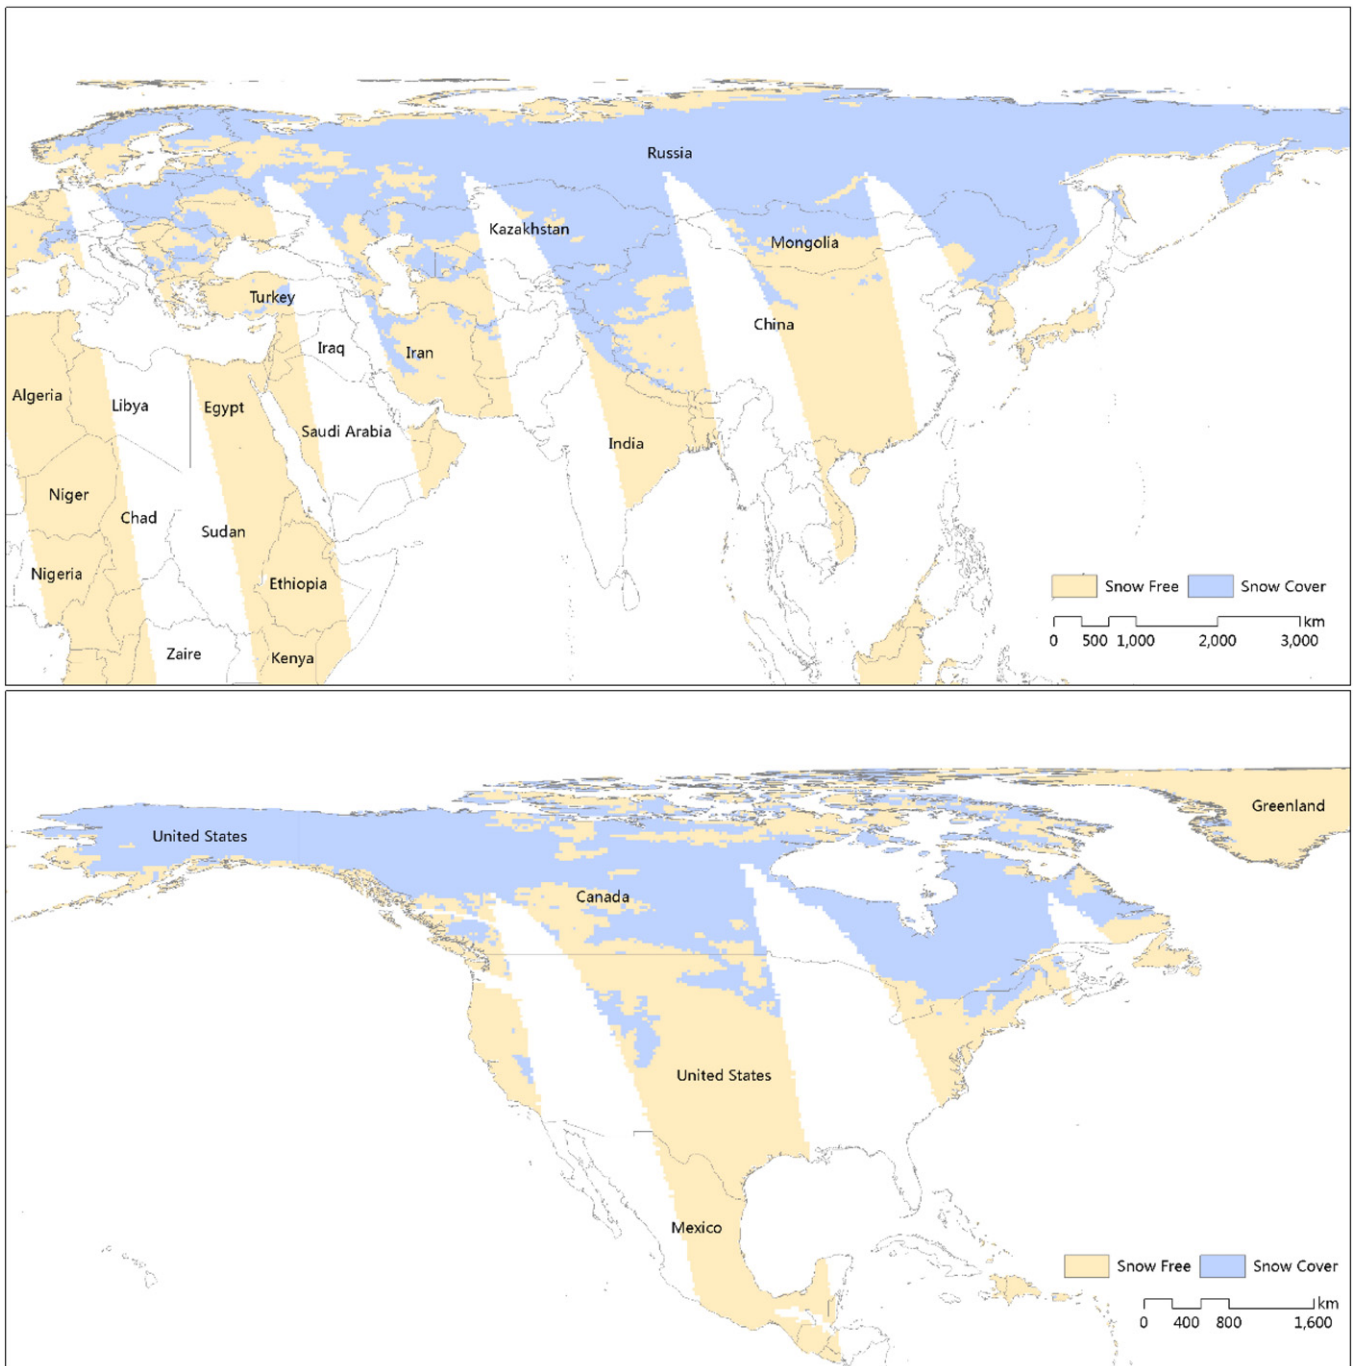 Russia
Kazakhstan
Mongolia
Turkey
China
Iraq
Iran
Algeria
Libya
Egypt
Saudi Arabia
India
Niger
Chad
Sudan
Nigeria
Ethiopia
Snow Free Snow Cover
km
0 500 1,000 2,000 3,000
Zaire
Kenya
Greenland
United States
Canada
United States
Mexico
Snow Free Snow Cover
km
0 400 800 1,600